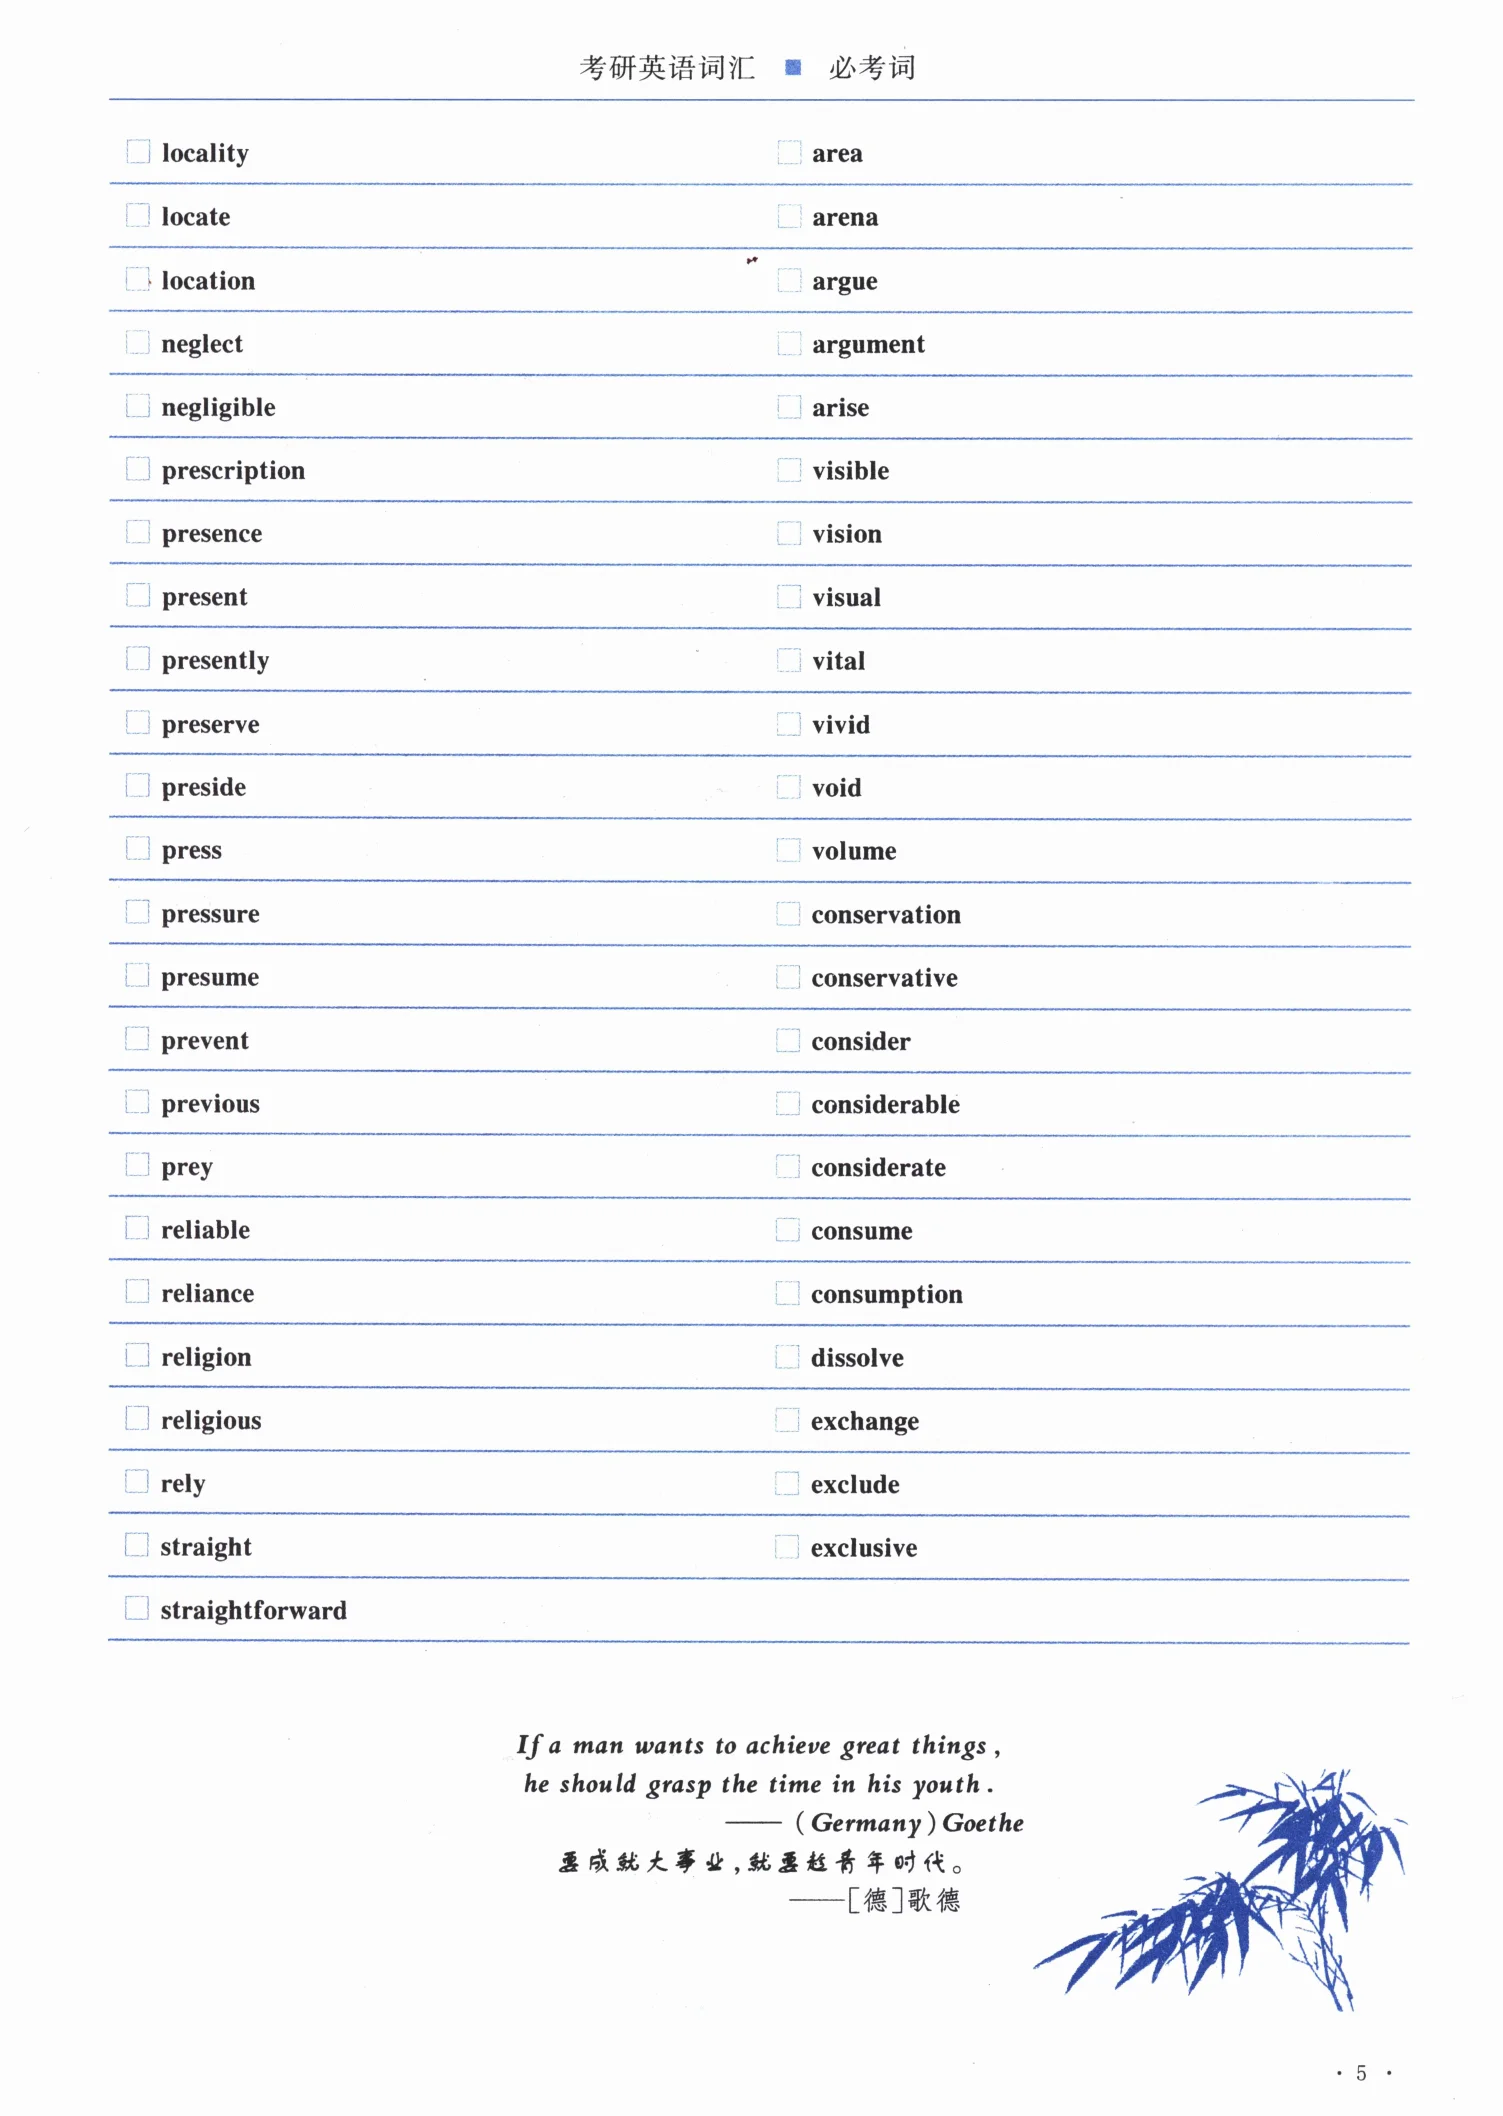 考研英语词汇 ■ 必考词
locality area
locate arena
location argue
neglect argument
negligible arise
prescription visible
presence vision
present visual
presently vital
preserve vivid
preside void
press volume
pressure conservation
presume conservative
prevent consider
previous considerable
prey considerate
reliable consume
reliance consumption
religion dissolve
religious exchange
rely exclude
straight exclusive
straightforward
If a man wants to achieve great things,
he should grasp the time in his youth.
——(Germany)Goethe
要成就大事业,就要趁青年时代。
——[德]歌德
· 5 ·